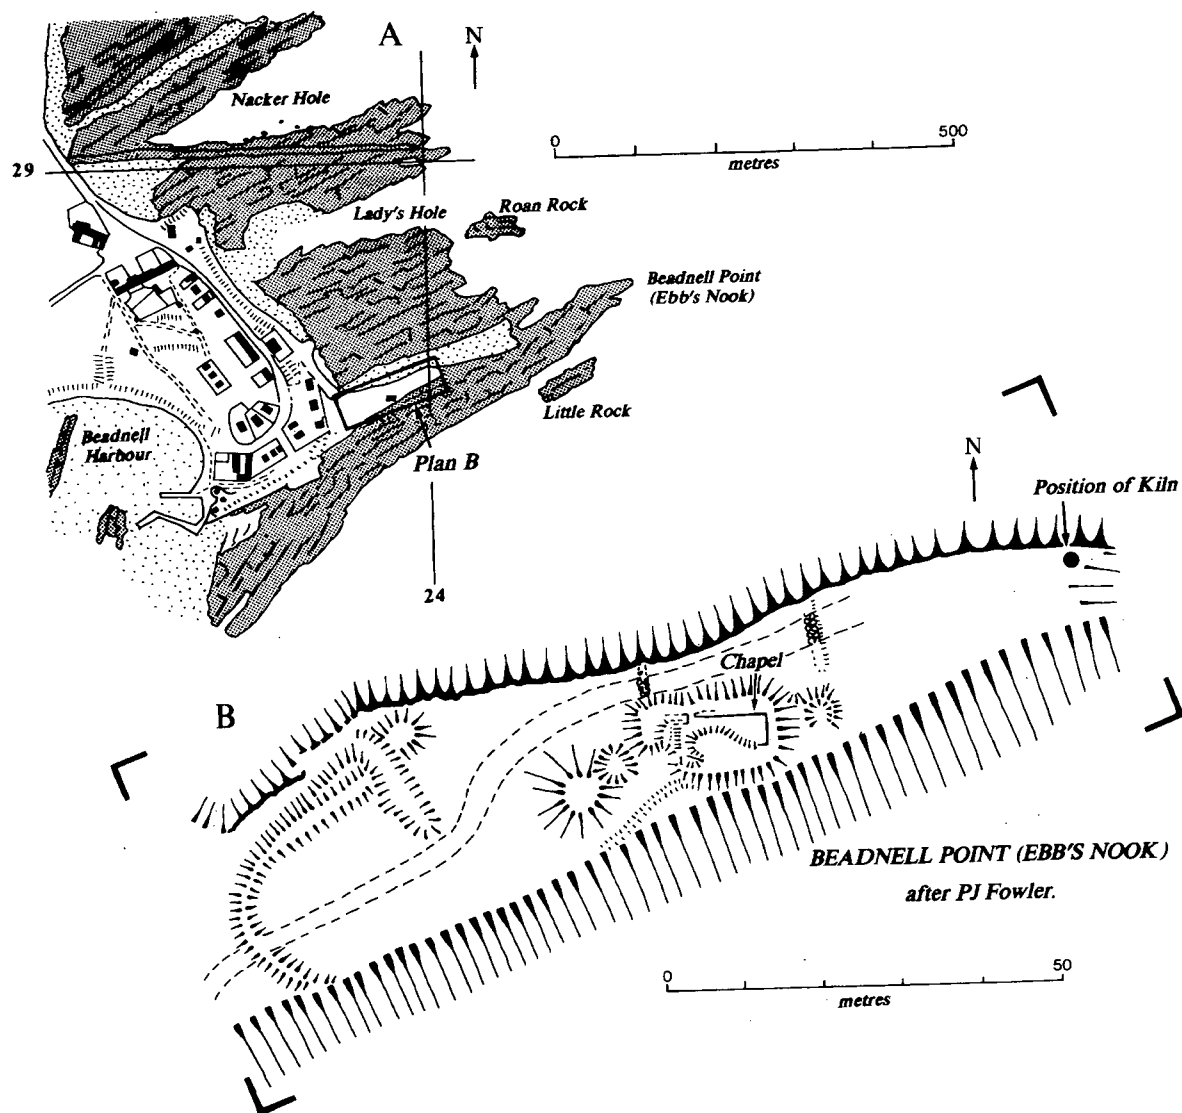 A
N
Nacker Hole
0
500
metres
29
Lady's Hole
Roan Rock
Beadnell Point
(Ebb's Nook)
Little Rock
Beadnell
Harbour
Plan B
24
N
Position of Kiln
Chapel
B
BEADNELL POINT (EBB'S NOOK)
after PJ Fowler.
0
50
metres